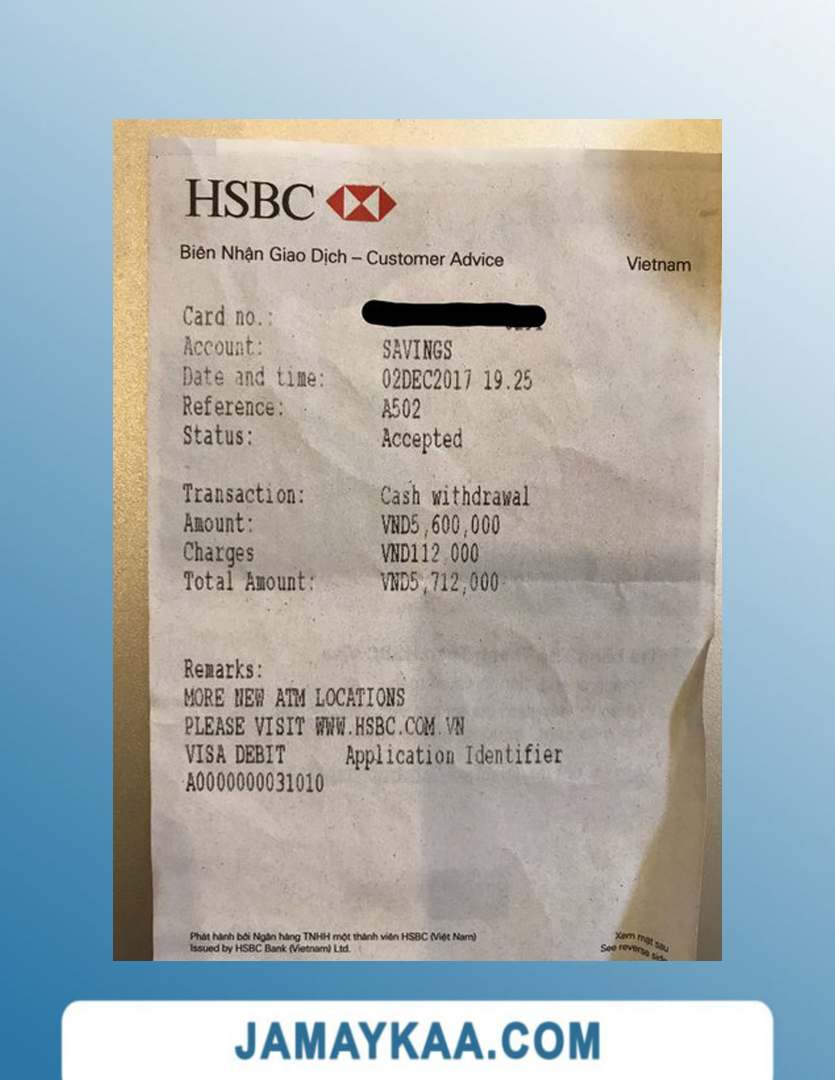 HSBC
Biên Nhận Giao Dịch – Customer Advice Vietnam
Card no.:
Account: SAVINGS
Date and time: 02DEC2017 19.25
Reference: A502
Status: Accepted
Transaction: Cash withdrawal
Amount: VND5,600,000
Charges VND112,000
Total Amount: VND5,712,000
Remarks:
MORE NEW ATM LOCATIONS
PLEASE VISIT WWW.HSBC.COM.VN
VISA DEBIT Application Identifier
A0000000031010
Phát hành bởi Ngân hàng TNHH một thành viên HSBC (Việt Nam) Xem mặt sau
Issued by HSBC Bank (Vietnam) Ltd. See reverse side
JAMAYKAA.COM